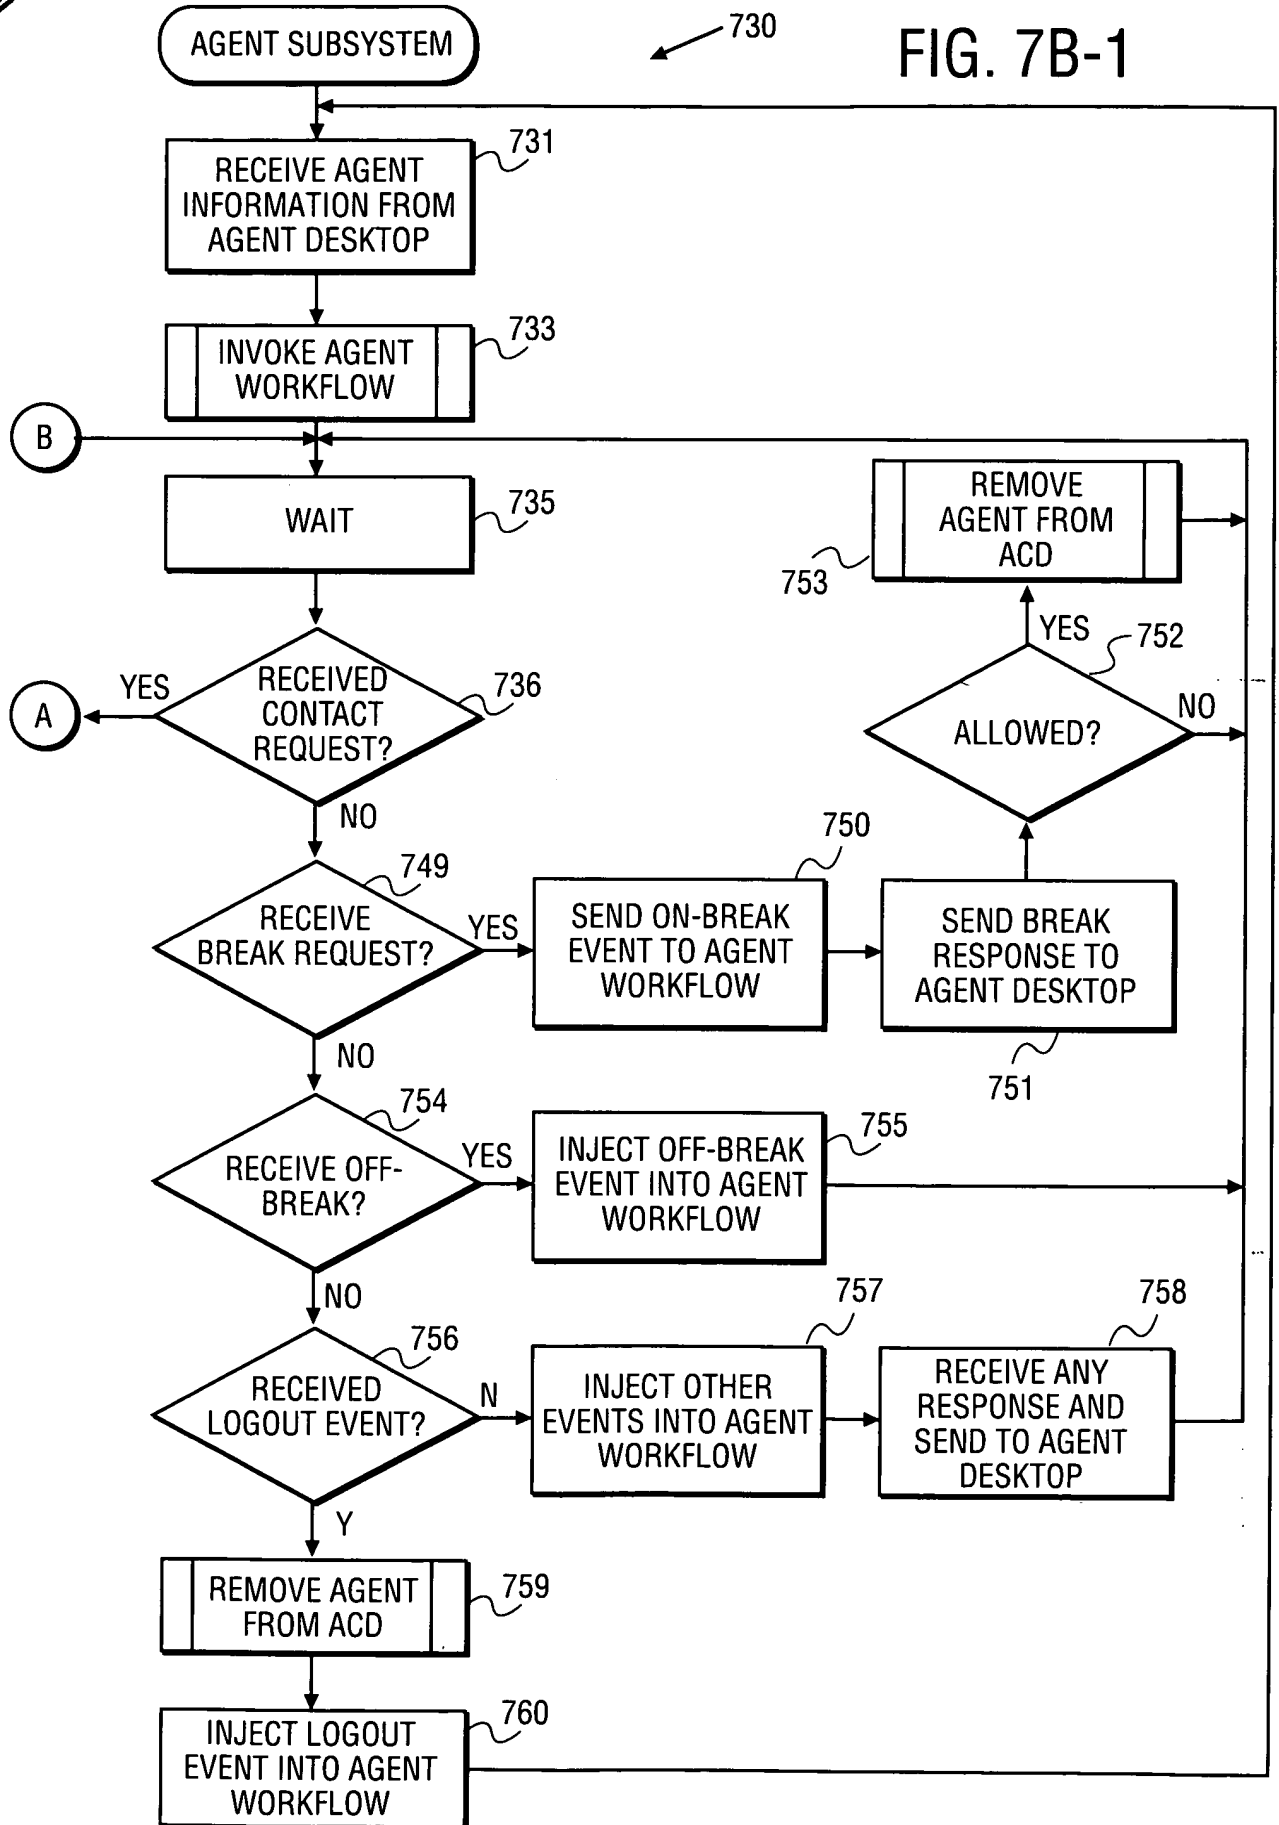 AGENT SUBSYSTEM
730
FIG. 7B-1
731
RECEIVE AGENT
INFORMATION FROM
AGENT DESKTOP
733
INVOKE AGENT
WORKFLOW
B
735
WAIT
REMOVE
AGENT FROM
ACD
753
YES
752
YES
RECEIVED
CONTACT
REQUEST?
736
A
ALLOWED?
NO
NO
749
RECEIVE
BREAK REQUEST?
YES
750
SEND ON-BREAK
EVENT TO AGENT
WORKFLOW
SEND BREAK
RESPONSE TO
AGENT DESKTOP
751
NO
754
RECEIVE OFF-
BREAK?
YES
755
INJECT OFF-BREAK
EVENT INTO AGENT
WORKFLOW
NO
756
RECEIVED
LOGOUT EVENT?
N
757
INJECT OTHER
EVENTS INTO AGENT
WORKFLOW
758
RECEIVE ANY
RESPONSE AND
SEND TO AGENT
DESKTOP
Y
REMOVE AGENT
FROM ACD
759
760
INJECT LOGOUT
EVENT INTO AGENT
WORKFLOW